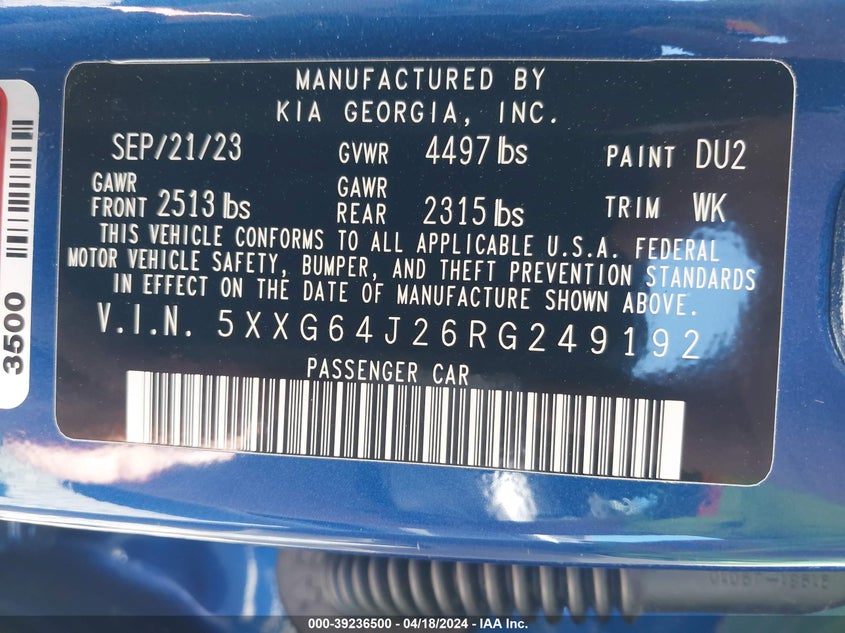 MANUFACTURED BY
KIA GEORGIA, INC.
SEP/21/23 GVWR 4497 lbs PAINT DU2
GAWR FRONT 2513 lbs GAWR REAR 2315 lbs TRIM WK
THIS VEHICLE CONFORMS TO ALL APPLICABLE U.S.A. FEDERAL
MOTOR VEHICLE SAFETY, BUMPER, AND THEFT PREVENTION STANDARDS
IN EFFECT ON THE DATE OF MANUFACTURE SHOWN ABOVE.
V.I.N. 5XXG64J26RG249192
PASSENGER CAR
3500
000-39236500 - 04/18/2024 - IAA Inc.